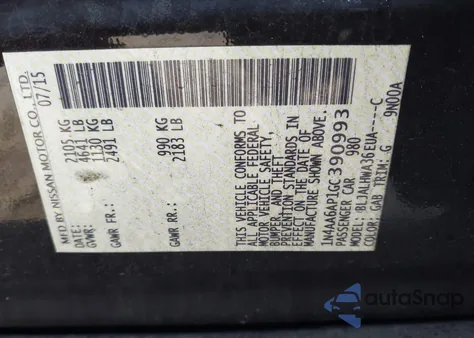 MFD BY NISSAN MOTOR CO., LTD.
07/15
GVWR: 2105 KG
4641 LB
GAWR FR: 1130 KG
2491 LB
GAWR RR: 990 KG
2183 LB
THIS VEHICLE CONFORMS TO
ALL APPLICABLE FEDERAL
MOTOR VEHICLE SAFETY,
BUMPER, AND THEFT
PREVENTION STANDARDS IN
EFFECT ON THE DATE OF
MANUFACTURE SHOWN ABOVE.
1N4AA6AP1GC390993
PASSENGER CAR 980
MODEL: BLJALHWA36EUA----C
COLOR: GAB TRIM: G 9N00A
AutoSnap